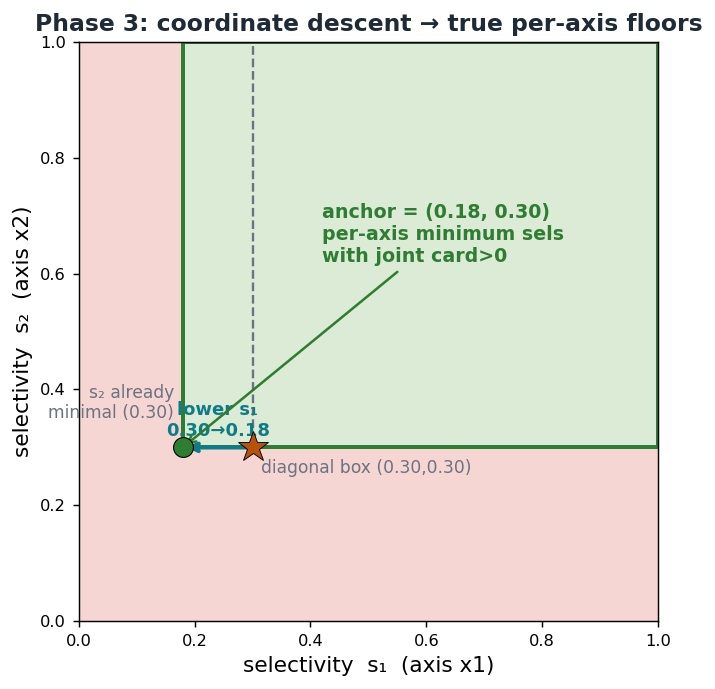 Phase 3: coordinate descent → true per-axis floors
1.0
0.8
0.6
0.4
0.2
0.0
selectivity s₂ (axis x2)
anchor = (0.18, 0.30)
per-axis minimum sels
with joint card>0
s₂ already
minimal (0.30)
lower s₁
0.30→0.18
diagonal box (0.30,0.30)
0.0
0.2
0.4
0.6
0.8
1.0
selectivity s₁ (axis x1)